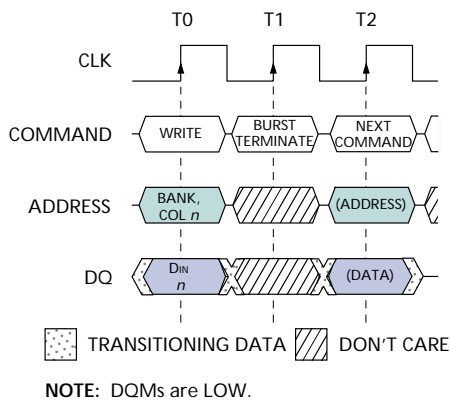 T0 T1 T2
CLK
COMMAND WRITE BURST TERMINATE NEXT COMMAND
ADDRESS BANK, COL n (ADDRESS)
DQ DIN n (DATA)
TRANSITIONING DATA DON'T CARE
NOTE: DQMs are LOW.